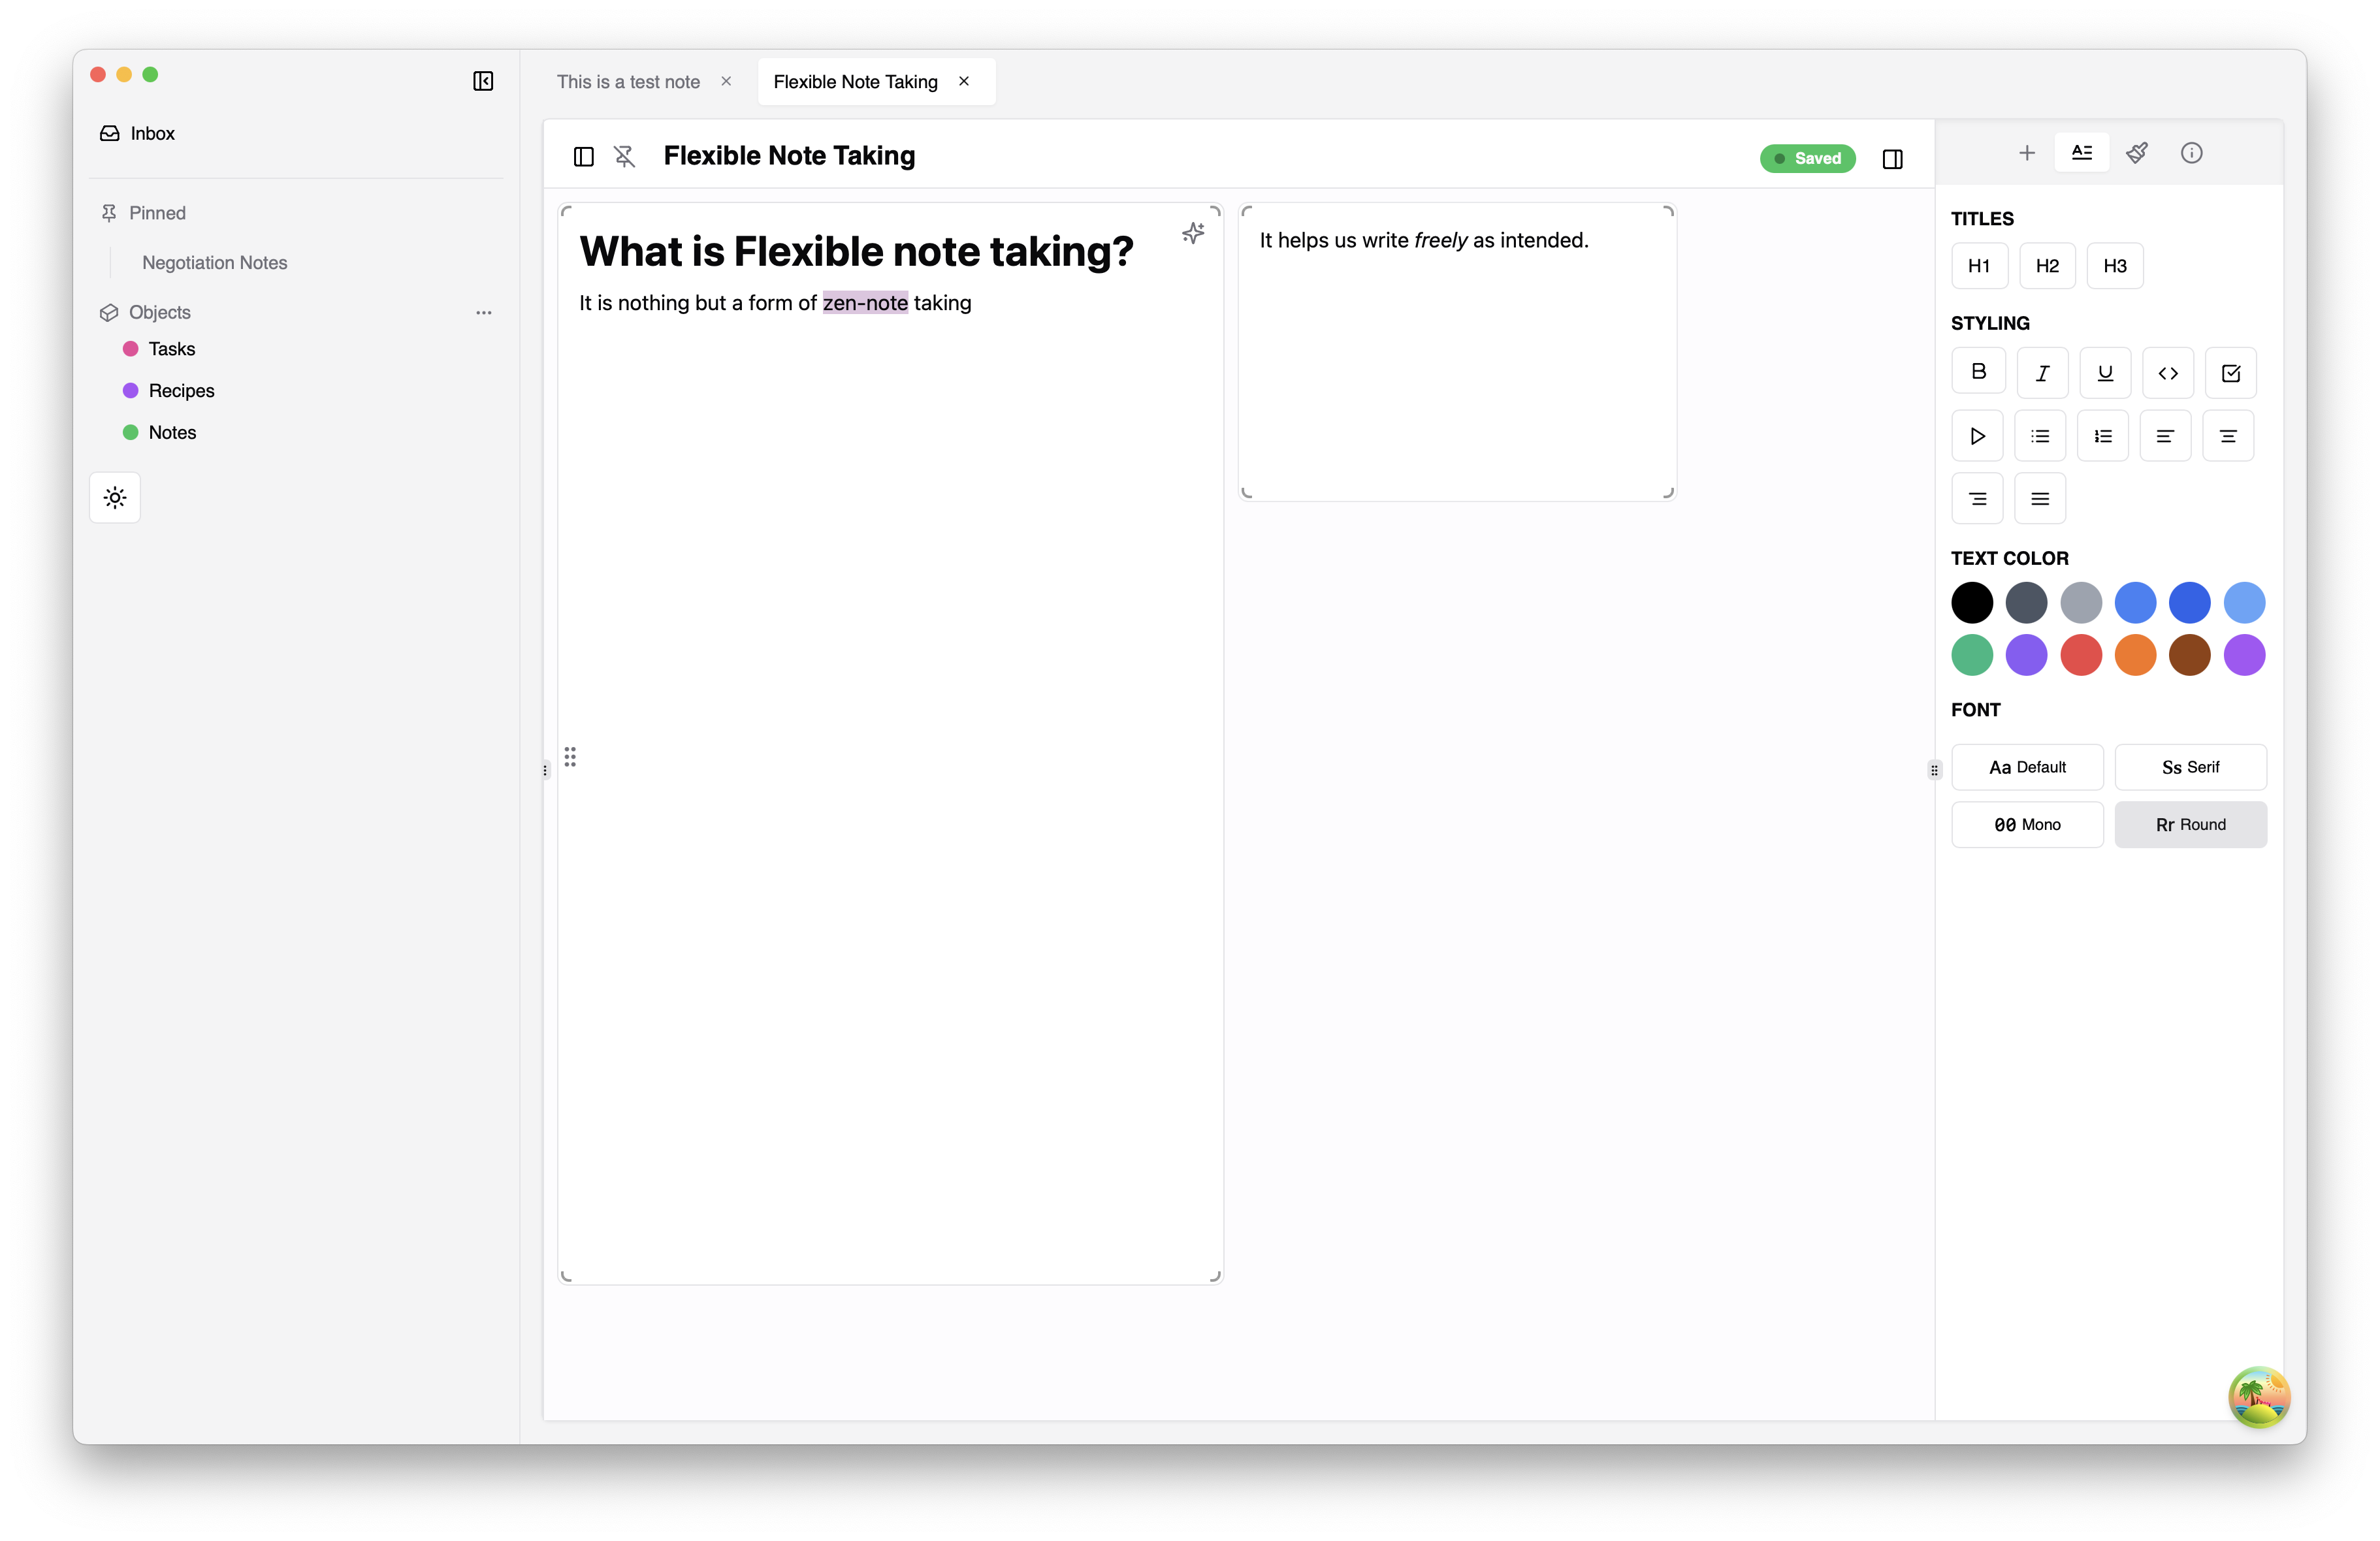 This is a test note
Flexible Note Taking
Inbox
Pinned
Negotiation Notes
Objects
Tasks
Recipes
Notes
Flexible Note Taking
Saved
What is Flexible note taking?
It is nothing but a form of zen-note taking
It helps us write freely as intended.
TITLES
H1 H2 H3
STYLING
B I U
TEXT COLOR
FONT
Aa Default
Ss Serif
00 Mono
Rr Round